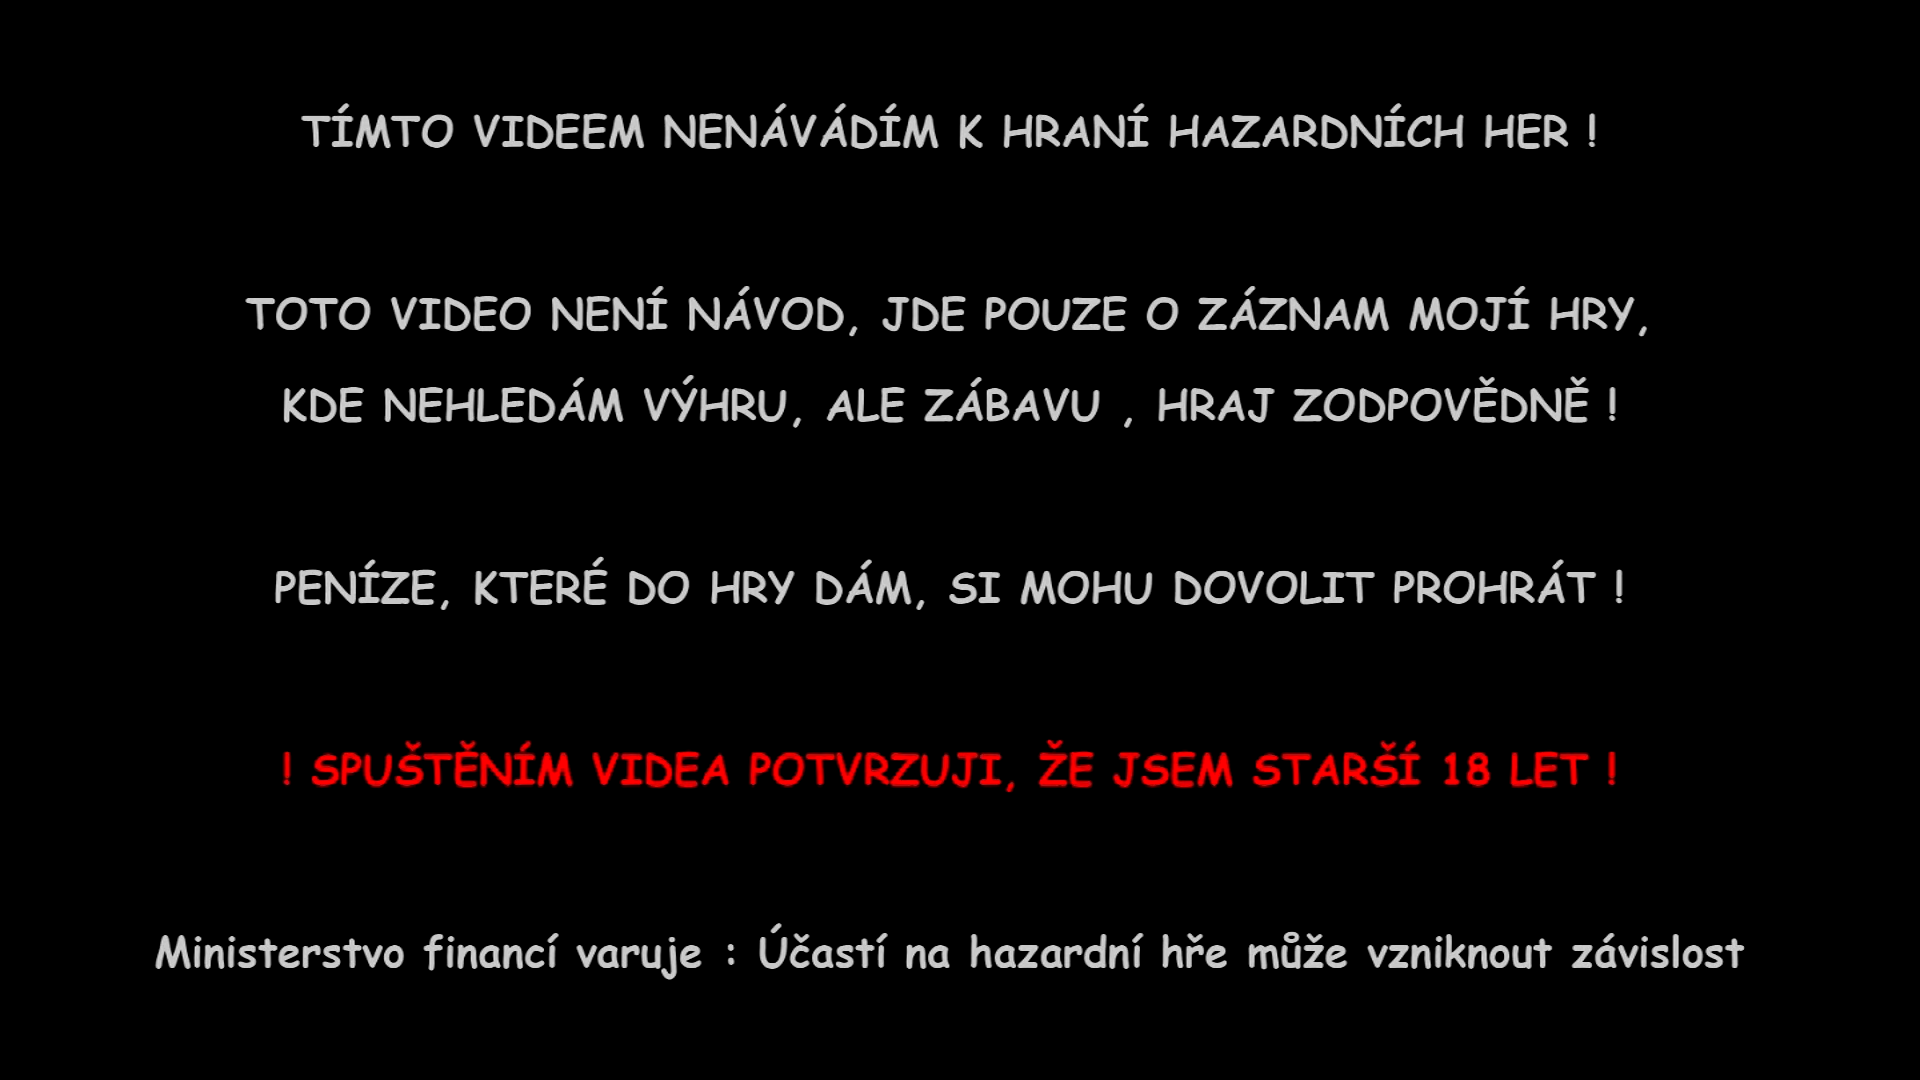 TÍMTO VIDEEM NENÁVÁDÍM K HRANÍ HAZARDNÍCH HER !
TOTO VIDEO NENÍ NÁVOD, JDE POUZE O ZÁZNAM MOJÍ HRY,
KDE NEHLEDÁM VÝHRU, ALE ZÁBAVU , HRAJ ZODPOVĚDNĚ !
PENÍZE, KTERÉ DO HRY DÁM, SI MOHU DOVOLIT PROHRÁT !
! SPUŠTĚNÍM VIDEA POTVRZUJI, ŽE JSEM STARŠÍ 18 LET !
Ministerstvo financí varuje : Účastí na hazardní hře může vzniknout závislost